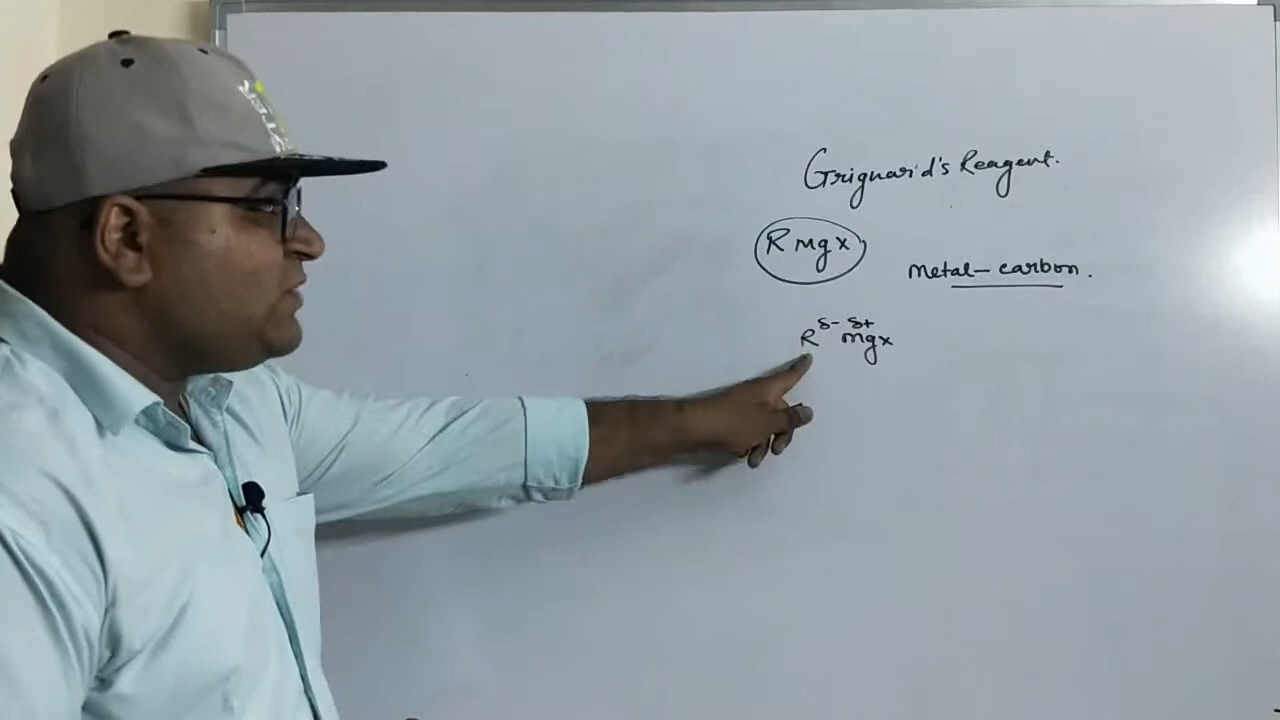 Grignard's Reagent.
RMgX
Metal-carbon.
R δ- δ+ MgX